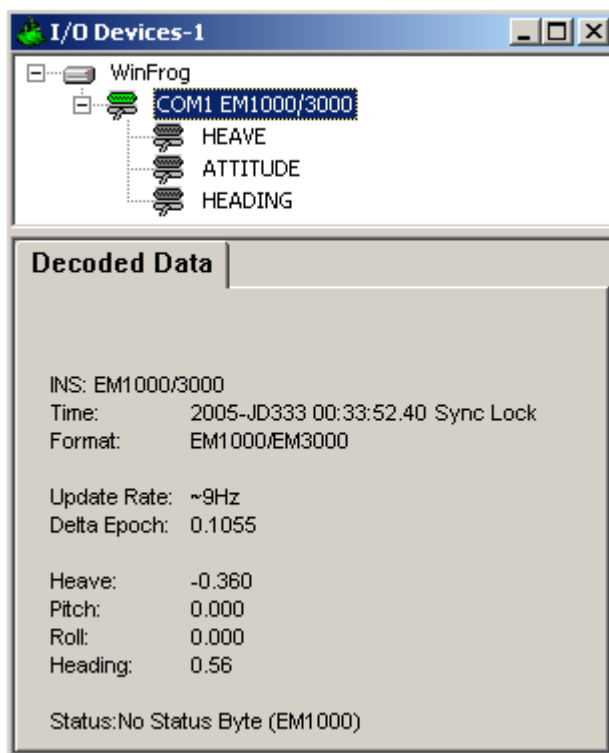 I/O Devices-1
WinFrog
COM1 EM1000/3000
HEAVE
ATTITUDE
HEADING
Decoded Data
INS: EM1000/3000
Time: 2005-JD333 00:33:52.40 Sync Lock
Format: EM1000/EM3000
Update Rate: ~9Hz
Delta Epoch: 0.1055
Heave: -0.360
Pitch: 0.000
Roll: 0.000
Heading: 0.56
Status:No Status Byte (EM1000)